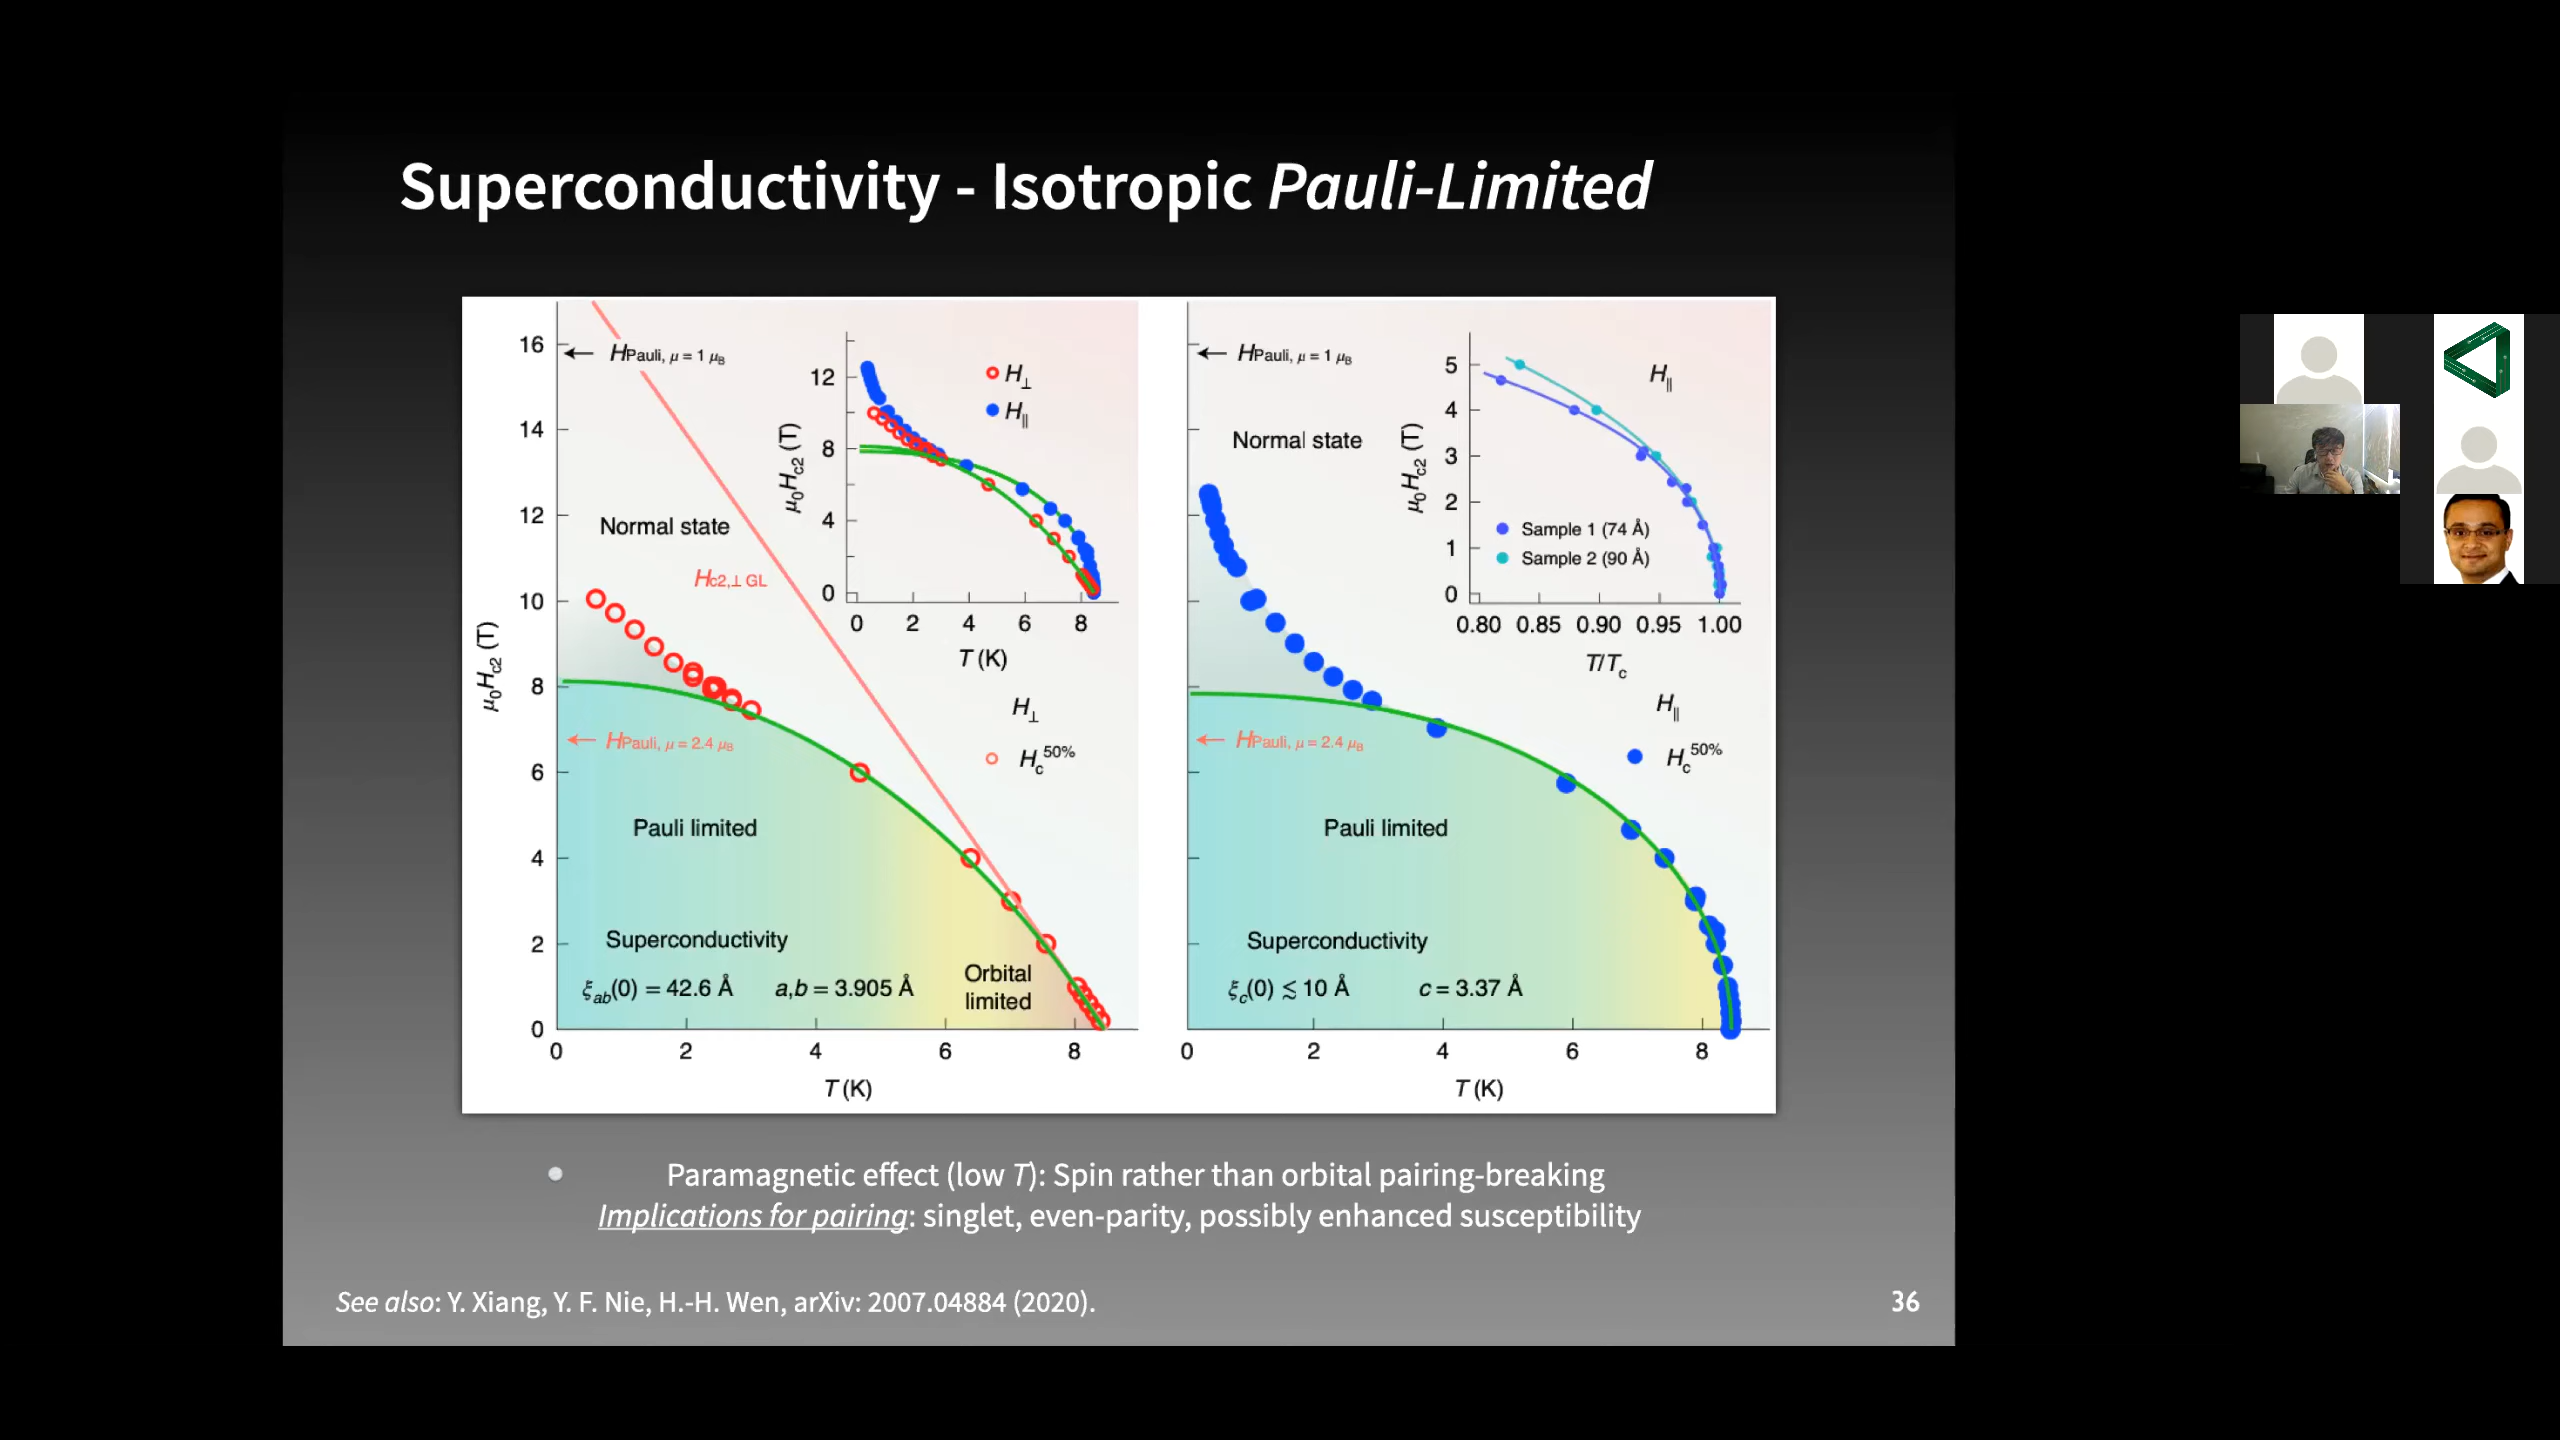 Superconductivity - Isotropic Pauli-Limited
16
14
12
10
8
6
4
2
0
μ0Hc2 (T)
HPauli, μ = 1 μB
Normal state
Hc2,⊥ GL
HPauli, μ = 2.4 μB
Pauli limited
Superconductivity
ξab(0) = 42.6 Å a,b = 3.905 Å
Orbital
limited
H⊥
Hc50%
0 2 4 6 8
T (K)
12
8
4
0
μ0Hc2 (T)
H⊥
H||
0 2 4 6 8
T (K)
HPauli, μ = 1 μB
Normal state
HPauli, μ = 2.4 μB
Pauli limited
Superconductivity
ξc(0) ≲ 10 Å c = 3.37 Å
H||
Hc50%
0 2 4 6 8
T (K)
5
4
3
2
1
0
μ0Hc2 (T)
H||
Sample 1 (74 Å)
Sample 2 (90 Å)
0.80 0.85 0.90 0.95 1.00
T/Tc
Paramagnetic effect (low T): Spin rather than orbital pairing-breaking
Implications for pairing: singlet, even-parity, possibly enhanced susceptibility
See also: Y. Xiang, Y. F. Nie, H.-H. Wen, arXiv: 2007.04884 (2020).
36